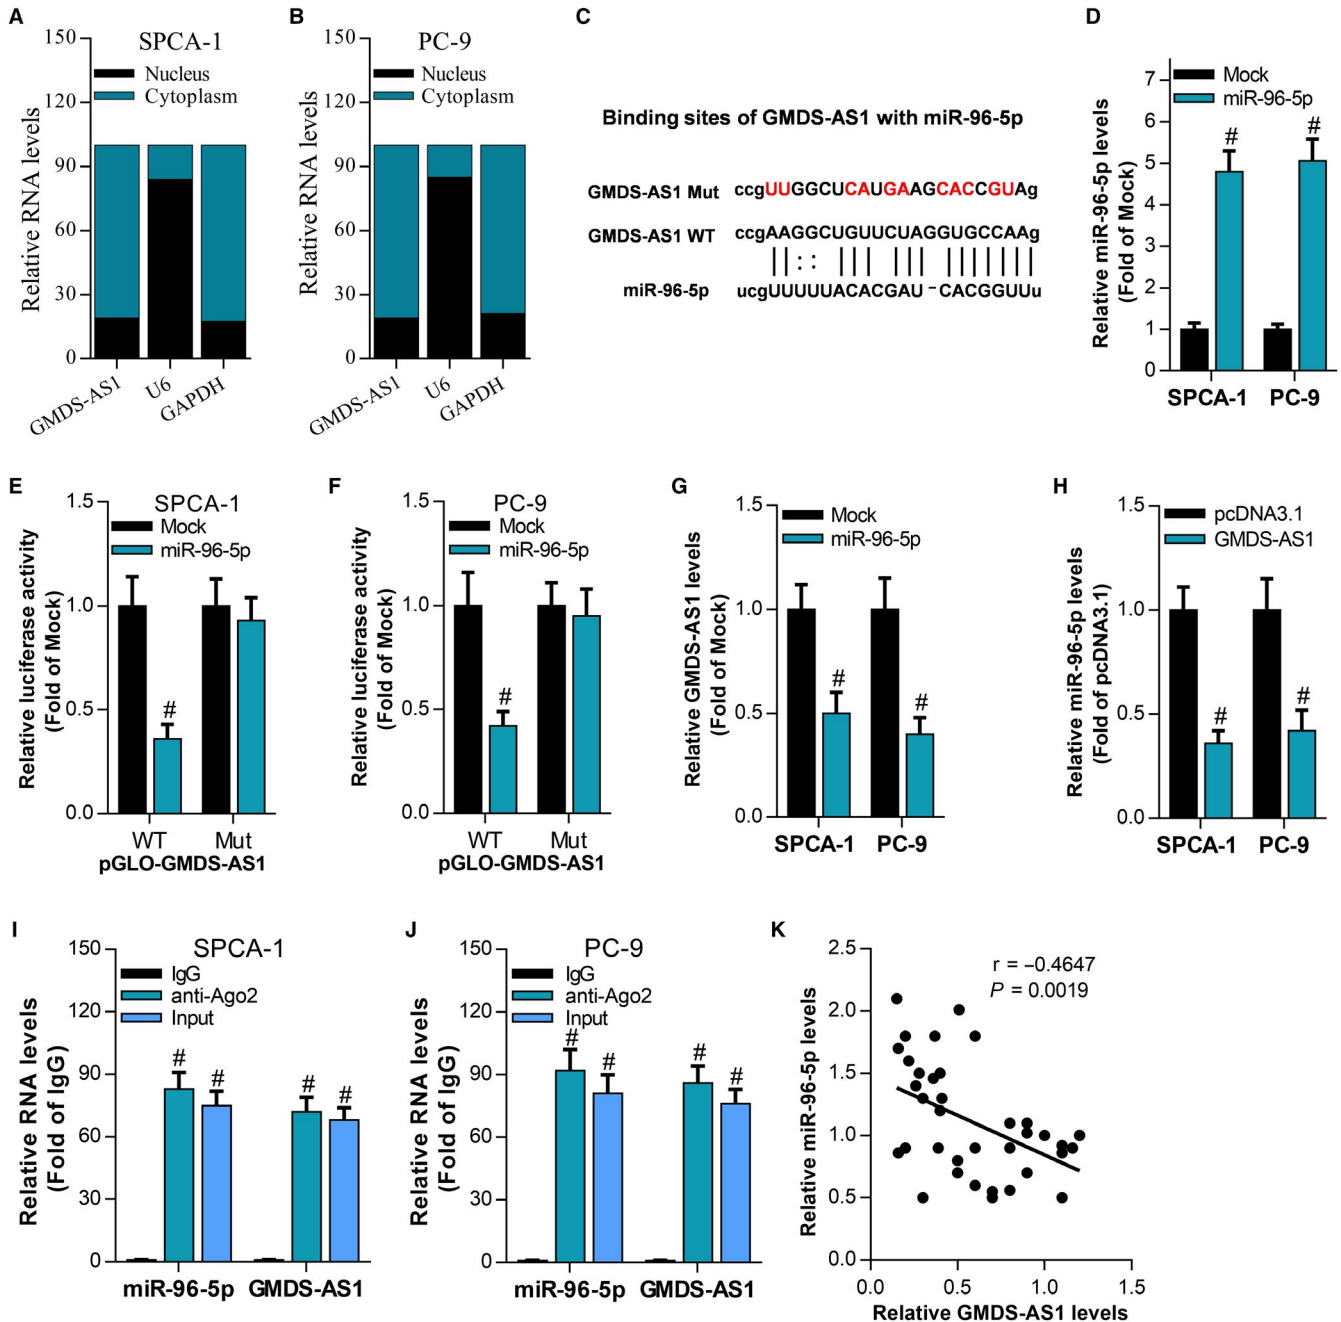 A
SPCA-1
Nucleus
Cytoplasm
Relative RNA levels
150
120
90
60
30
0
GMDS-AS1
U6
GAPDH
B
PC-9
Nucleus
Cytoplasm
Relative RNA levels
150
120
90
60
30
0
GMDS-AS1
U6
GAPDH
C
Binding sites of GMDS-AS1 with miR-96-5p
GMDS-AS1 Mut ccgUUGGCUCAUGAAGCACCGUAg
GMDS-AS1 WT ccgAAGGCUGUUCUAGGUGCCAAg
miR-96-5p ucgUUUUUACACGAU -CACGGUUu
D
Mock
miR-96-5p
Relative miR-96-5p levels
(Fold of Mock)
7
6
5
4
3
2
1
0
# #
SPCA-1 PC-9
E
SPCA-1
Mock
miR-96-5p
Relative luciferase activity
(Fold of Mock)
1.5
1.0
0.5
0.0
#
WT Mut
pGLO-GMDS-AS1
F
PC-9
Mock
miR-96-5p
Relative luciferase activity
(Fold of Mock)
1.5
1.0
0.5
0.0
#
WT Mut
pGLO-GMDS-AS1
G
Mock
miR-96-5p
Relative GMDS-AS1 levels
(Fold of Mock)
1.5
1.0
0.5
0.0
# #
SPCA-1 PC-9
H
pcDNA3.1
GMDS-AS1
Relative miR-96-5p levels
(Fold of pcDNA3.1)
1.5
1.0
0.5
0.0
# #
SPCA-1 PC-9
I
SPCA-1
IgG
anti-Ago2
Input
Relative RNA levels
(Fold of IgG)
150
120
90
60
30
0
# # # #
miR-96-5p GMDS-AS1
J
PC-9
IgG
anti-Ago2
Input
Relative RNA levels
(Fold of IgG)
150
120
90
60
30
0
# # # #
miR-96-5p GMDS-AS1
K
r = −0.4647
P = 0.0019
Relative miR-96-5p levels
2.5
2.0
1.5
1.0
0.5
0.0
0.0 0.5 1.0 1.5
Relative GMDS-AS1 levels